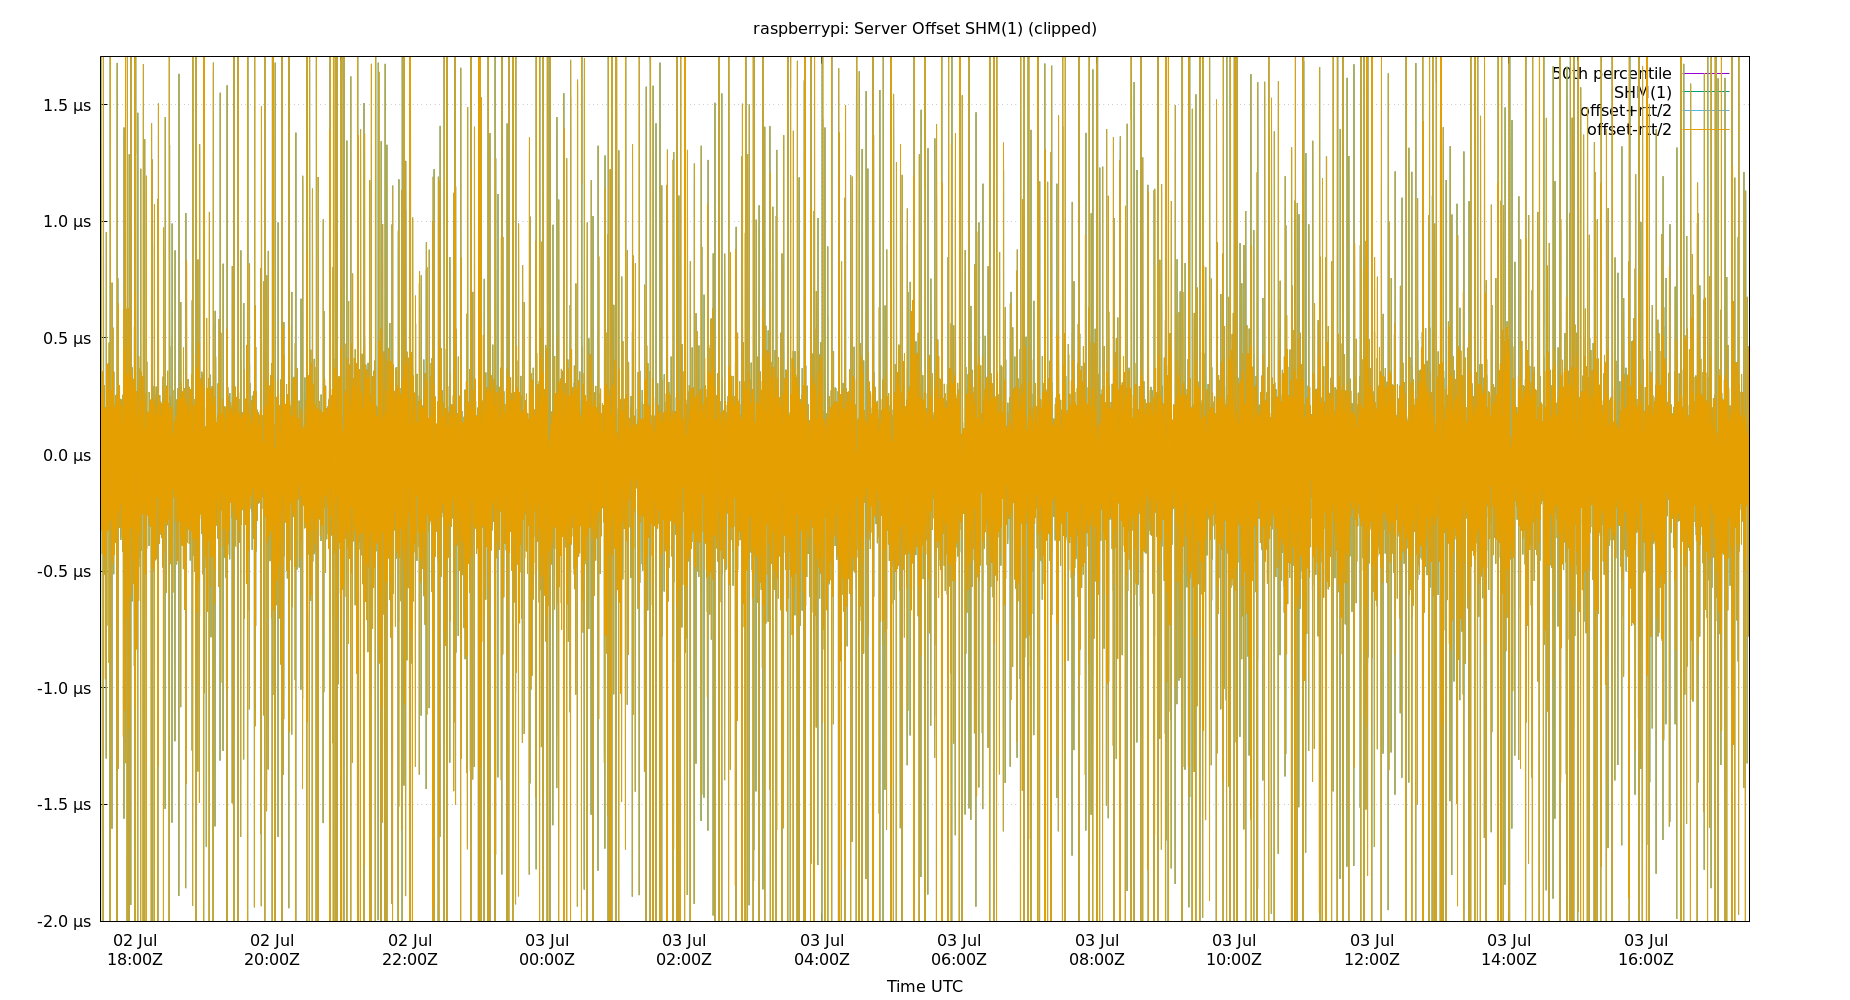 raspberrypi: Server Offset SHM(1) (clipped)
50th percentile
SHM(1)
offset+rtt/2
offset-rtt/2
1.5 µs
1.0 µs
0.5 µs
0.0 µs
-0.5 µs
-1.0 µs
-1.5 µs
-2.0 µs
02 Jul 02 Jul 02 Jul 03 Jul 03 Jul 03 Jul 03 Jul 03 Jul 03 Jul 03 Jul 03 Jul 03 Jul
18:00Z 20:00Z 22:00Z 00:00Z 02:00Z 04:00Z 06:00Z 08:00Z 10:00Z 12:00Z 14:00Z 16:00Z
Time UTC